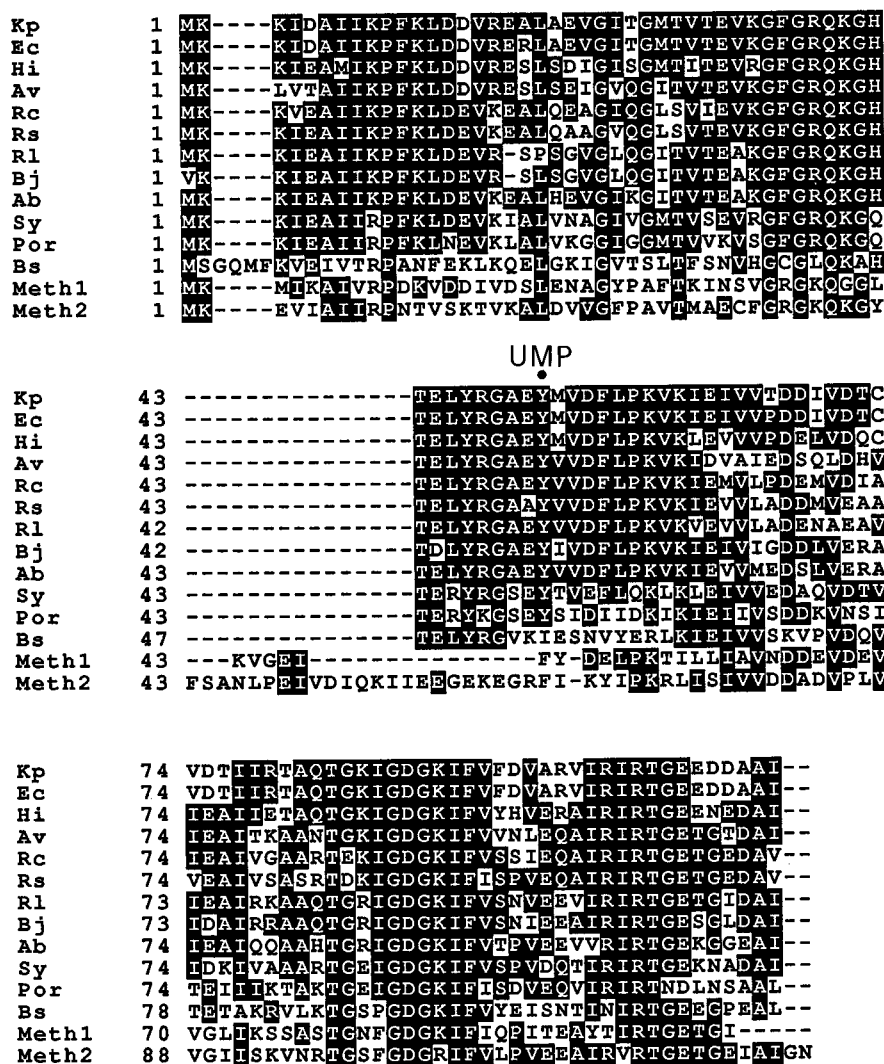 Kp 1 MK----KIDAIIKPFKLDDVREALAEVGITGMTVTEVKGFGRQKGH
Ec 1 MK----KIDAIIKPFKLDDVRERLAEVGITGMTVTEVKGFGRQKGH
Hi 1 MK----KIEAMIKPFKLDDVRESLSDIGISGMTITEVRGFGRQKGH
Av 1 MK----LVTAIIKPFKLDDVRESLSEIGVQGITVTEVKGFGRQKGH
Rc 1 MK----KVEAIIKPFKLDEVKEALQEAGIQGLSVIEVKGFGRQKGH
Rs 1 MK----KIEAIIKPFKLDEVKEALQAAGVQGLSVTEVKGFGRQKGH
Rl 1 MK----KIEAIIKPFKLDEVR-SPSGVGLQGITVTEAKGFGRQKGH
Bj 1 VK----KIEAIIKPFKLDEVR-SLSGVGLQGITVTEAKGFGRQKGH
Ab 1 MK----KIEAIIKPFKLDEVKEALHEVGIKGITVTEAKGFGRQKGH
Sy 1 MK----KIEAIIRPFKLDEVKIALVNAGIVGMTVSEVRGFGRQKGQ
Por 1 MK----KIEAIIRPFKLNEVKLALVKGGIGGMTVVKVSGFGRQKGQ
Bs 1 MSGQMFKVEIVTRPANFEKLKQELGKIGVTSLTFSNVHGCGLQKAH
Meth1 1 MK----MIKAIVRPDKVDDIVDSLENAGYPAFTKINSVGRGKQGGL
Meth2 1 MK----EVIAIIRPNTVSKTVKALDVVGFPAVTMAECFGRGKQKGY
UMP
Kp 43 ---------------TELYRGAEYMVDFLPKVKIEIVVTDDIVDTC
Ec 43 ---------------TELYRGAEYMVDFLPKVKIEIVVPDDIVDTC
Hi 43 ---------------TELYRGAEYMVDFLPKVKLEVVVPDELVDQC
Av 43 ---------------TELYRGAEYVVDFLPKVKIDVAIEDSQLDHV
Rc 43 ---------------TELYRGAEYVVDFLPKVKIEMVLPDEMVDIA
Rs 43 ---------------TELYRGAAYVVDFLPKVKIEVVLADDMVEAA
Rl 42 ---------------TELYRGAEYVVDFLPKVKVEVVLADENAEAV
Bj 42 ---------------TDLYRGAEYIVDFLPKVKIEIVIGDDLVERA
Ab 43 ---------------TELYRGAEYVVDFLPKVKIEVVMEDSLVERA
Sy 43 ---------------TERYRGSEYTVEFLQKLKLEIVVEDAQVDTV
Por 43 ---------------TERYKGSEYSIDIIDKIKIEIIVSDDKVNSI
Bs 47 ---------------TELYRGVKIESNVYERLKIEIVVSKVPVDQV
Meth1 43 ---KVGEI---------------FY-DELPKTILLIAVNDDEVDEV
Meth2 43 FSANLPEIVDIQKIIEEGEKEGRFI-KYIPKRLISIVVDDADVPLV
Kp 74 VDTIIRTAQTGKIGDGKIFVFDVARVIRIRTGEEDDAAI--
Ec 74 VDTIIRTAQTGKIGDGKIFVFDVARVIRIRTGEEDDAAI--
Hi 74 IEAIIETAQTGKIGDGKIFVYHVERAIRIRTGEENEDAI--
Av 74 IEAITKAANTGKIGDGKIFVVNLEQAIRIRTGETGTDAI--
Rc 74 IEAIVGAARTEKIGDGKIFVSSIEQAIRIRTGETGEDAV--
Rs 74 VEAIVSASRTDKIGDGKIFISPVEQAIRIRTGETGEDAV--
Rl 73 IEAIRKAAQTGRIGDGKIFVSNVEEVIRIRTGETGIDAI--
Bj 73 IDAIRRAAQTGRIGDGKIFVSNIEEAIRIRTGESGLDAI--
Ab 74 IEAIQQAAHTGRIGDGKIFVTPVEEVVRIRTGEKGGEAI--
Sy 74 IDKIVAAARTGEIGDGKIFVSPVDQTIRIRTGEKNADAI--
Por 74 TEIIIKTAKTGEIGDGKIFISDVEQVIRIRTNDLNSAAL--
Bs 78 TETAKRVLKTGSPGDGKIFVYEISNTINIRTGEEGPEAL--
Meth1 70 VGLIKSSASTGNFGDGKIFIQPITEAYTIRTGETGI-----
Meth2 88 VGIISKVNRTGSFGDGRIFVLPVEEAIRVRTGETGEIAIGN